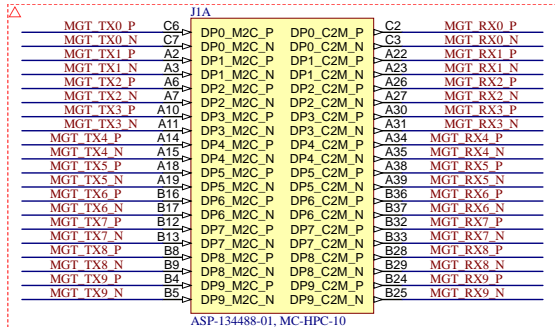 J1A
MGT_TX0_P C6 DP0_M2C_P DP0_C2M_P C2 MGT_RX0_P
MGT_TX0_N C7 DP0_M2C_N DP0_C2M_N C3 MGT_RX0_N
MGT_TX1_P A2 DP1_M2C_P DP1_C2M_P A22 MGT_RX1_P
MGT_TX1_N A3 DP1_M2C_N DP1_C2M_N A23 MGT_RX1_N
MGT_TX2_P A6 DP2_M2C_P DP2_C2M_P A26 MGT_RX2_P
MGT_TX2_N A7 DP2_M2C_N DP2_C2M_N A27 MGT_RX2_N
MGT_TX3_P A10 DP3_M2C_P DP3_C2M_P A30 MGT_RX3_P
MGT_TX3_N A11 DP3_M2C_N DP3_C2M_N A31 MGT_RX3_N
MGT_TX4_P A14 DP4_M2C_P DP4_C2M_P A34 MGT_RX4_P
MGT_TX4_N A15 DP4_M2C_N DP4_C2M_N A35 MGT_RX4_N
MGT_TX5_P A18 DP5_M2C_P DP5_C2M_P A38 MGT_RX5_P
MGT_TX5_N A19 DP5_M2C_N DP5_C2M_N A39 MGT_RX5_N
MGT_TX6_P B16 DP6_M2C_P DP6_C2M_P B36 MGT_RX6_P
MGT_TX6_N B17 DP6_M2C_N DP6_C2M_N B37 MGT_RX6_N
MGT_TX7_P B12 DP7_M2C_P DP7_C2M_P B32 MGT_RX7_P
MGT_TX7_N B13 DP7_M2C_N DP7_C2M_N B33 MGT_RX7_N
MGT_TX8_P B8 DP8_M2C_P DP8_C2M_P B28 MGT_RX8_P
MGT_TX8_N B9 DP8_M2C_N DP8_C2M_N B29 MGT_RX8_N
MGT_TX9_P B4 DP9_M2C_P DP9_C2M_P B24 MGT_RX9_P
MGT_TX9_N B5 DP9_M2C_N DP9_C2M_N B25 MGT_RX9_N
ASP-134488-01, MC-HPC-10